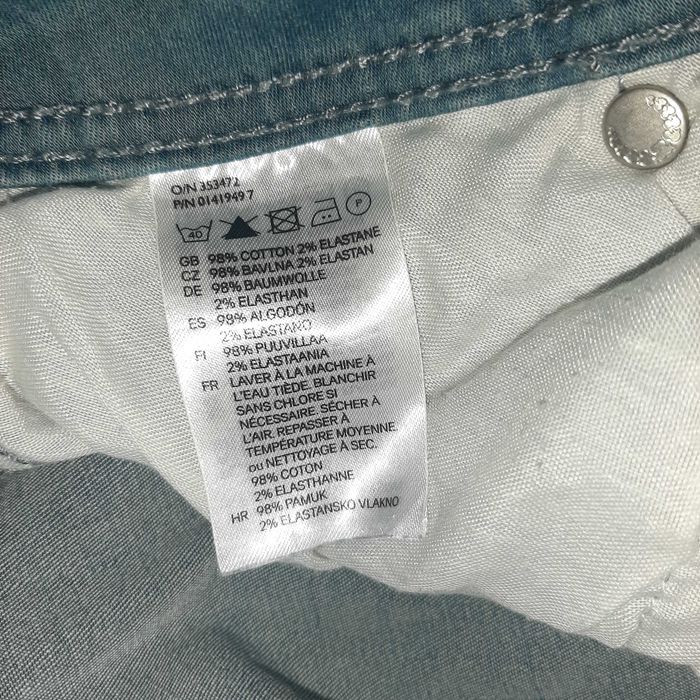 O/N 353472
P/N 0141949 7
40 P
GB 98% COTTON 2% ELASTANE
CZ 98% BAVLNA 2% ELASTAN
DE 98% BAUMWOLLE
2% ELASTHAN
ES 98% ALGODÓN
2% ELASTANO
FI 98% PUUVILLAA
2% ELASTAANIA
FR LAVER À LA MACHINE À
L'EAU TIÈDE. BLANCHIR
SANS CHLORE SI
NÉCESSAIRE. SÉCHER À
L'AIR. REPASSER À
TEMPÉRATURE MOYENNE.
ou NETTOYAGE À SEC.
98% COTON
2% ELASTHANNE
HR 98% PAMUK
2% ELASTANSKO VLAKNO